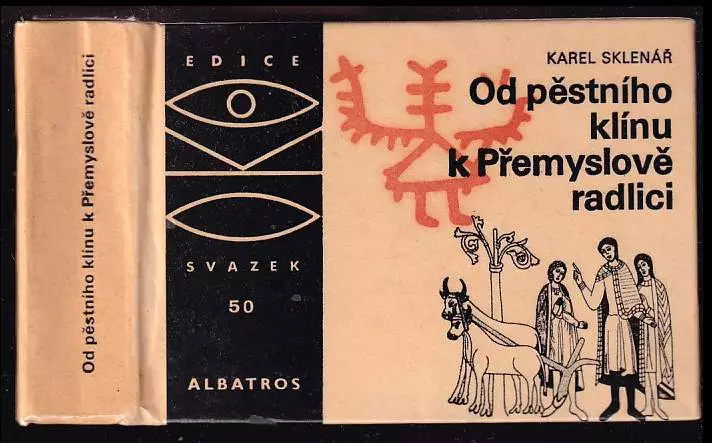 Od pěstního klínu k Přemyslově radlici
EDICE
SVAZEK
50
ALBATROS
KAREL SKLENÁŘ
Od pěstního
klínu
k Přemyslově
radlici